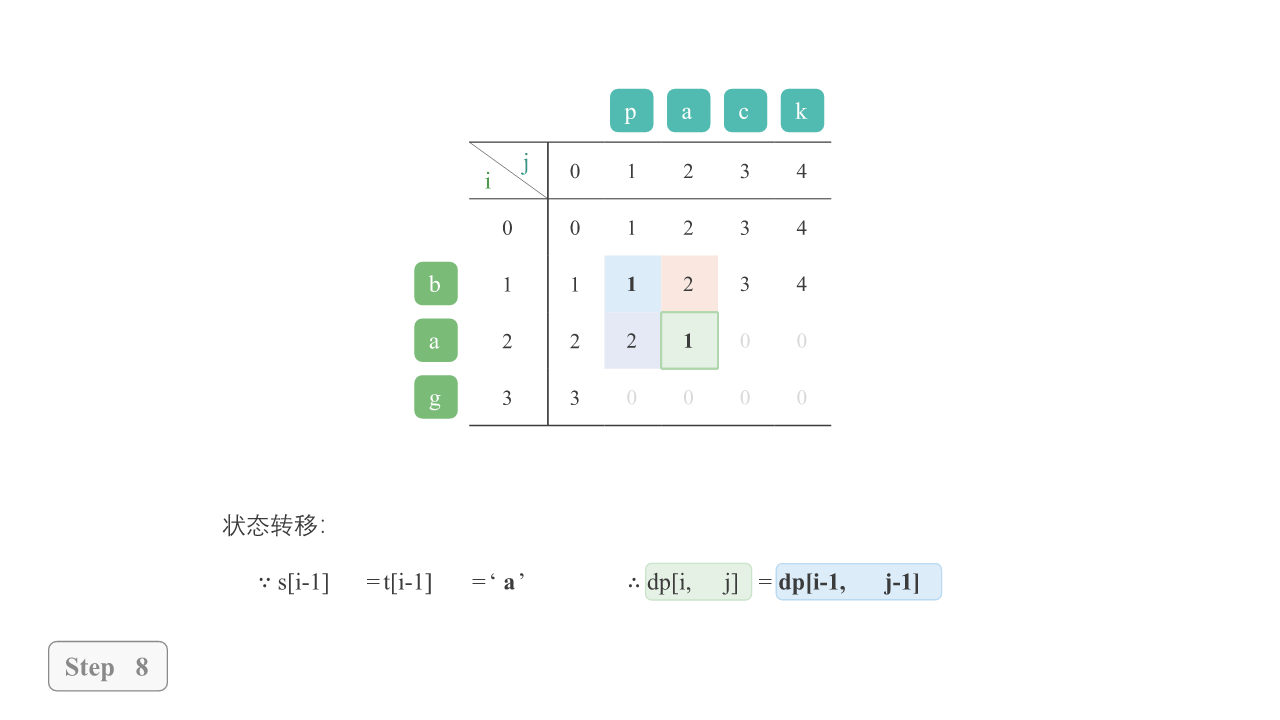 p a c k
j
i
0 1 2 3 4
0 0 1 2 3 4
b 1 1 1 2 3 4
a 2 2 2 1 0 0
g 3 3 0 0 0 0
状态转移：
∵ s[i-1] = t[i-1] = ‘ a ’ ∴ dp[i, j] = dp[i-1, j-1]
Step 8